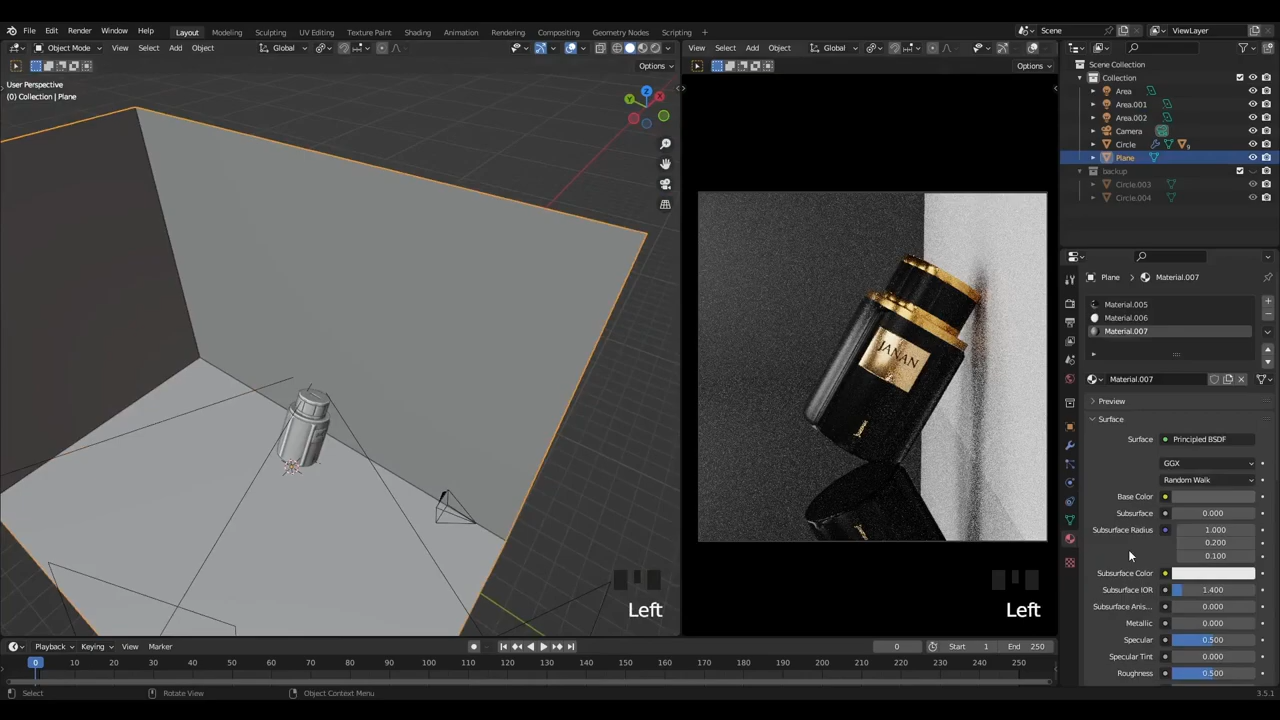 File Edit Render Window Help Layout Modeling Sculpting UV Editing Texture Paint Shading Animation Rendering Compositing Geometry Nodes Scripting + Scene ViewLayer
Object Mode View Select Add Object Global View Select Add Object Global
Options Options
User Perspective
(0) Collection | Plane
Z
Y
X
JANAN
Scene Collection
Collection
Area
Area.001
Area.002
Camera
Circle
9
Plane
backup
Circle.003
Circle.004
Plane > Material.007
Material.005
Material.006
Material.007
Material.007
Preview
Surface
Surface Principled BSDF
GGX
Random Walk
Base Color
Subsurface 0.000
Subsurface Radius 1.000
0.200
0.100
Subsurface Color
Subsurface IOR 1.400
Subsurface Anis... 0.000
Metallic 0.000
Specular 0.500
Specular Tint 0.000
Roughness 0.500
Left Left
Playback Keying View Marker 0 Start 1 End 250
0 10 20 30 40 50 60 70 80 90 100 110 120 130 140 150 160 170 180 190 200 210 220 230 240 250
Select Rotate View Object Context Menu 3.5.1